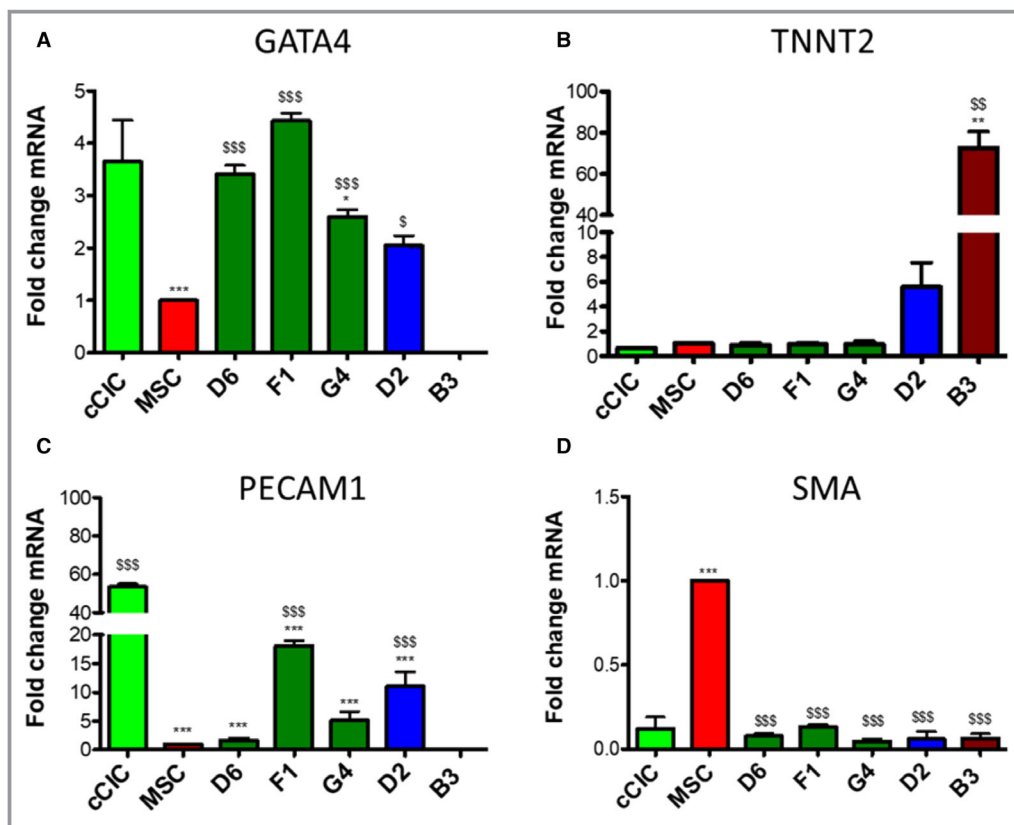 A
GATA4
Fold change mRNA
5
4
3
2
1
0
$$$
$$$
$$$
*
$
***
cCIC
MSC
D6
F1
G4
D2
B3
B
TNNT2
Fold change mRNA
100
80
60
40
10
8
6
4
2
0
$$
**
cCIC
MSC
D6
F1
G4
D2
B3
C
PECAM1
Fold change mRNA
100
80
60
40
20
15
10
5
0
$$$
***
***
$$$
***
***
$$$
***
cCIC
MSC
D6
F1
G4
D2
B3
D
SMA
Fold change mRNA
1.5
1.0
0.5
0.0
***
$$$
$$$
$$$
$$$
$$$
cCIC
MSC
D6
F1
G4
D2
B3